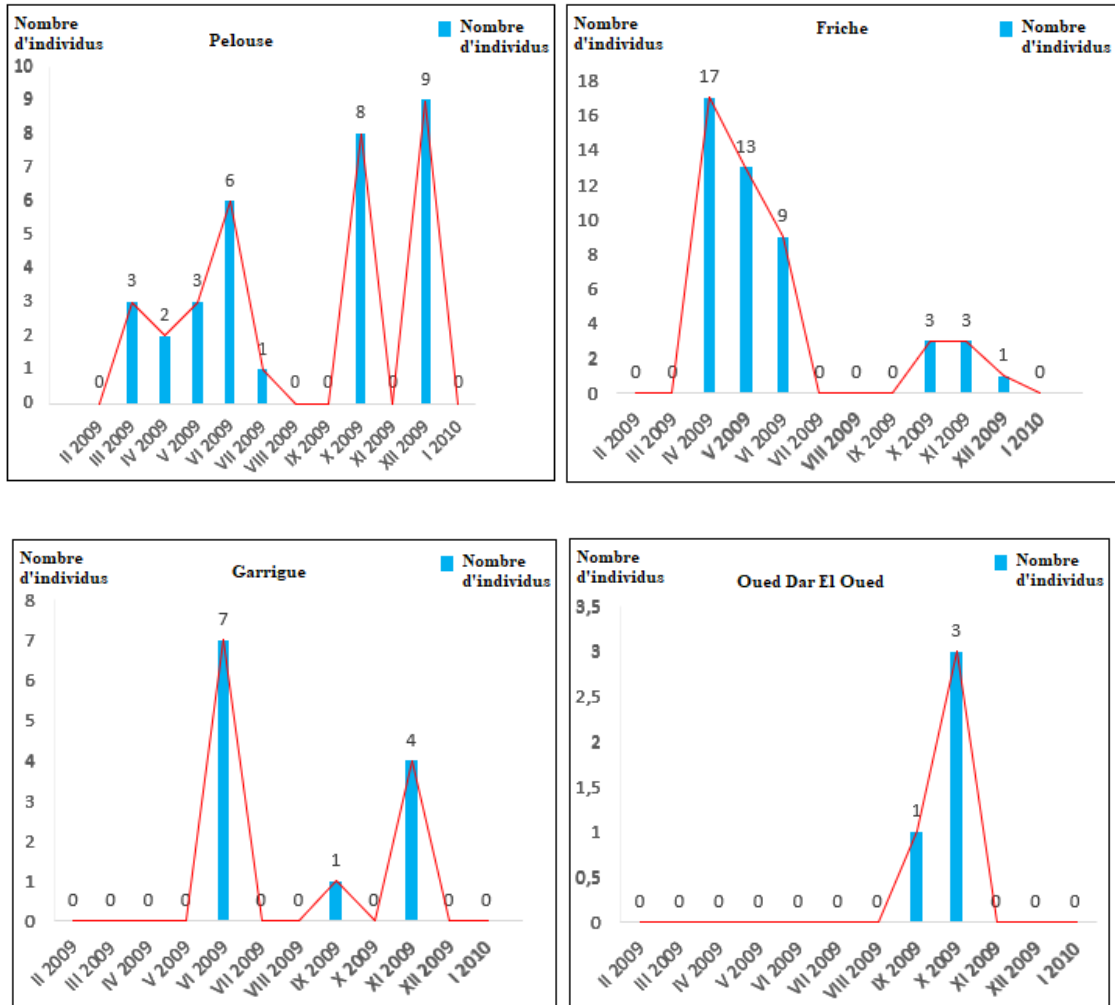 Nombre
d'individus
Pelouse
Nombre
d'individus
10
9
8
7
6
5
4
3
2
1
0
0
3
2
3
6
1
0
0
8
0
9
0
II 2009
III 2009
IV 2009
V 2009
VI 2009
VII 2009
VIII 2009
IX 2009
X 2009
XI 2009
XII 2009
I 2010
Nombre
d'individus
Friche
Nombre
d'individus
18
16
14
12
10
8
6
4
2
0
0
0
17
13
9
0
0
0
3
3
1
0
II 2009
III 2009
IV 2009
V 2009
VI 2009
VII 2009
VIII 2009
IX 2009
X 2009
XI 2009
XII 2009
I 2010
Nombre
d'individus
Garrigue
Nombre
d'individus
8
7
6
5
4
3
2
1
0
0
0
0
0
7
0
0
1
0
4
0
0
II 2009
III 2009
IV 2009
V 2009
VI 2009
VII 2009
VIII 2009
IX 2009
X 2009
XI 2009
XII 2009
I 2010
Nombre
d'individus
Oued Dar El Oued
Nombre
d'individus
3,5
3
2,5
2
1,5
1
0,5
0
0
0
0
0
0
0
0
1
3
0
0
0
II 2009
III 2009
IV 2009
V 2009
VI 2009
VII 2009
VIII 2009
IX 2009
X 2009
XI 2009
XII 2009
I 2010